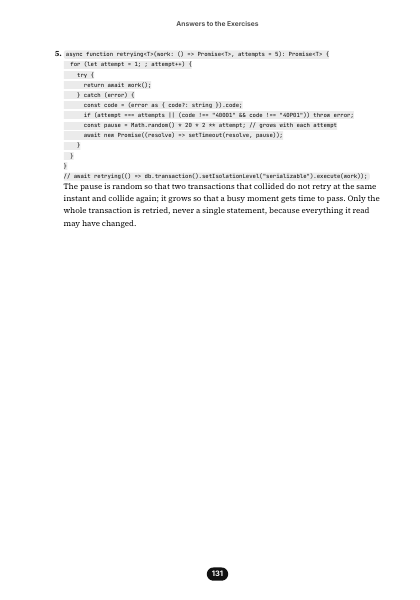 Answers to the Exercises
5. async function retrying<T>(work: () => Promise<T>, attempts = 5): Promise<T> {
for (let attempt = 1; ; attempt++) {
try {
return await work();
} catch (error) {
const code = (error as { code?: string }).code;
if (attempt === attempts || (code !== "40001" && code !== "40P01")) throw error;
const pause = Math.random() * 20 * 2 ** attempt; // grows with each attempt
await new Promise((resolve) => setTimeout(resolve, pause));
}
}
}
// await retrying(() => db.transaction().setIsolationLevel("serializable").execute(work));
The pause is random so that two transactions that collided do not retry at the same
instant and collide again; it grows so that a busy moment gets time to pass. Only the
whole transaction is retried, never a single statement, because everything it read
may have changed.
131